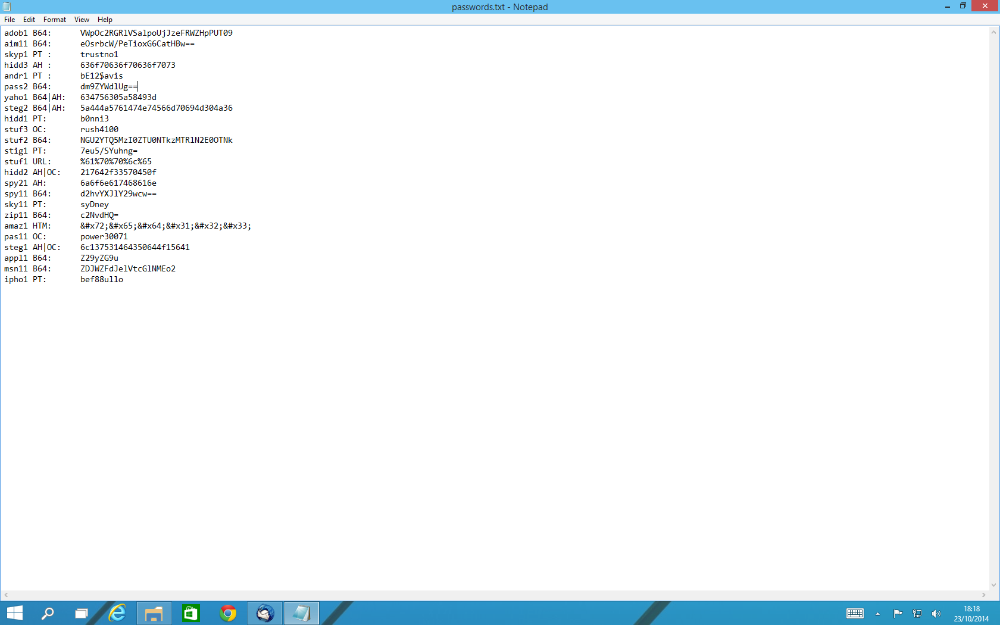 passwords.txt - Notepad
File Edit Format View Help
adob1 B64: VWpOc2RGRlVSalpoUjJzeFRWZHpPUT09
aim11 B64: eOsrbcW/PeTioxG6CatHBw==
skyp1 PT : trustno1
hidd3 AH : 636f70636f70636f7073
andr1 PT : bE12$avis
pass2 B64: dm9ZYWdlUg==
yaho1 B64|AH: 634756305a58493d
steg2 B64|AH: 5a444a5761474e74566d70694d304a36
hidd1 PT: b0nni3
stuf3 OC: rush4100
stuf2 B64: NGU2YTQ5MzI0ZTU0NTkzMTRlN2E0OTNk
stig1 PT: 7eu5/SYuhng=
stuf1 URL: %61%70%70%6c%65
hidd2 AH|OC: 217642f33570450f
spy21 AH: 6a6f6e617468616e
spy11 B64: d2hvYXJlY29wcw==
sky11 PT: syDney
zip11 B64: c2NvdHQ=
amaz1 HTM: &#x72;&#x65;&#x64;&#x31;&#x32;&#x33;
pas11 OC: power30071
steg1 AH|OC: 6c137531464350644f15641
appl1 B64: Z29yZG9u
msn11 B64: ZDJWZFdJelVtcGlNMEo2
ipho1 PT: bef88ullo
18:18
23/10/2014